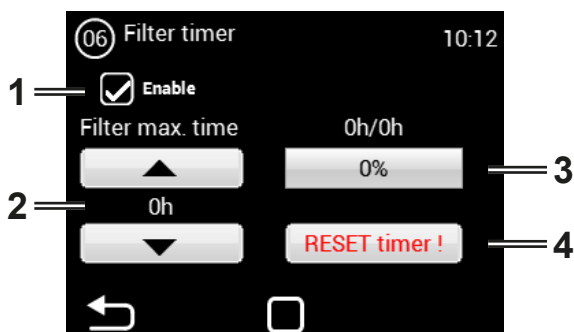 06 Filter timer 10:12
1 Enable
Filter max. time 0h/0h
0% 3
2 0h
RESET timer ! 4